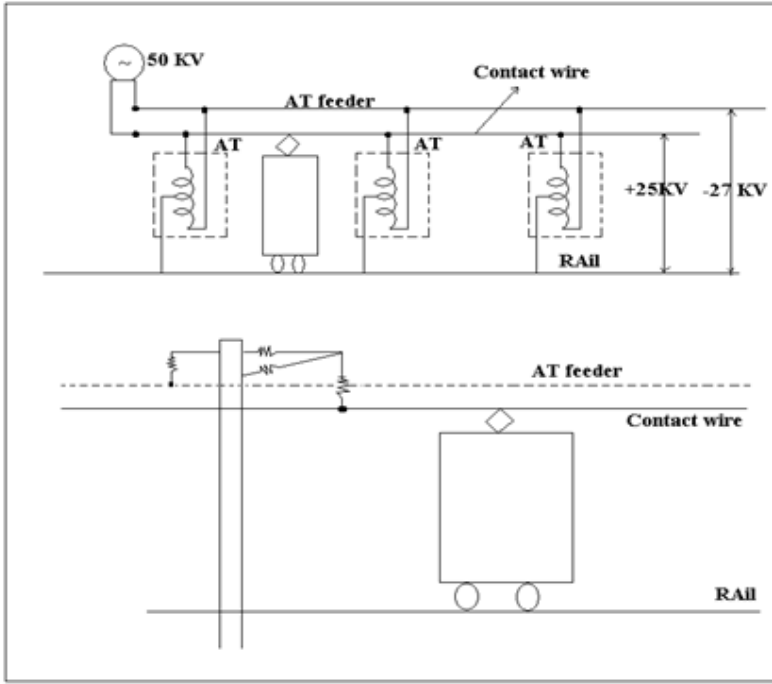 50 KV
Contact wire
AT feeder
AT
AT
AT
+25KV
-27 KV
RAil
AT feeder
Contact wire
RAil